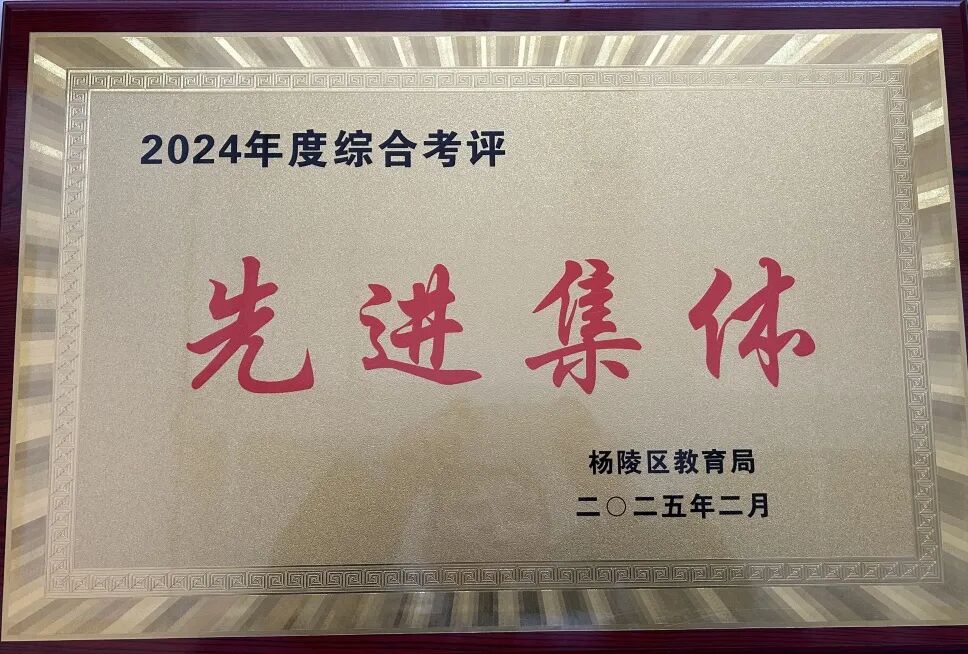 2024年度综合考评
先进集体
杨陵区教育局
二〇二五年二月